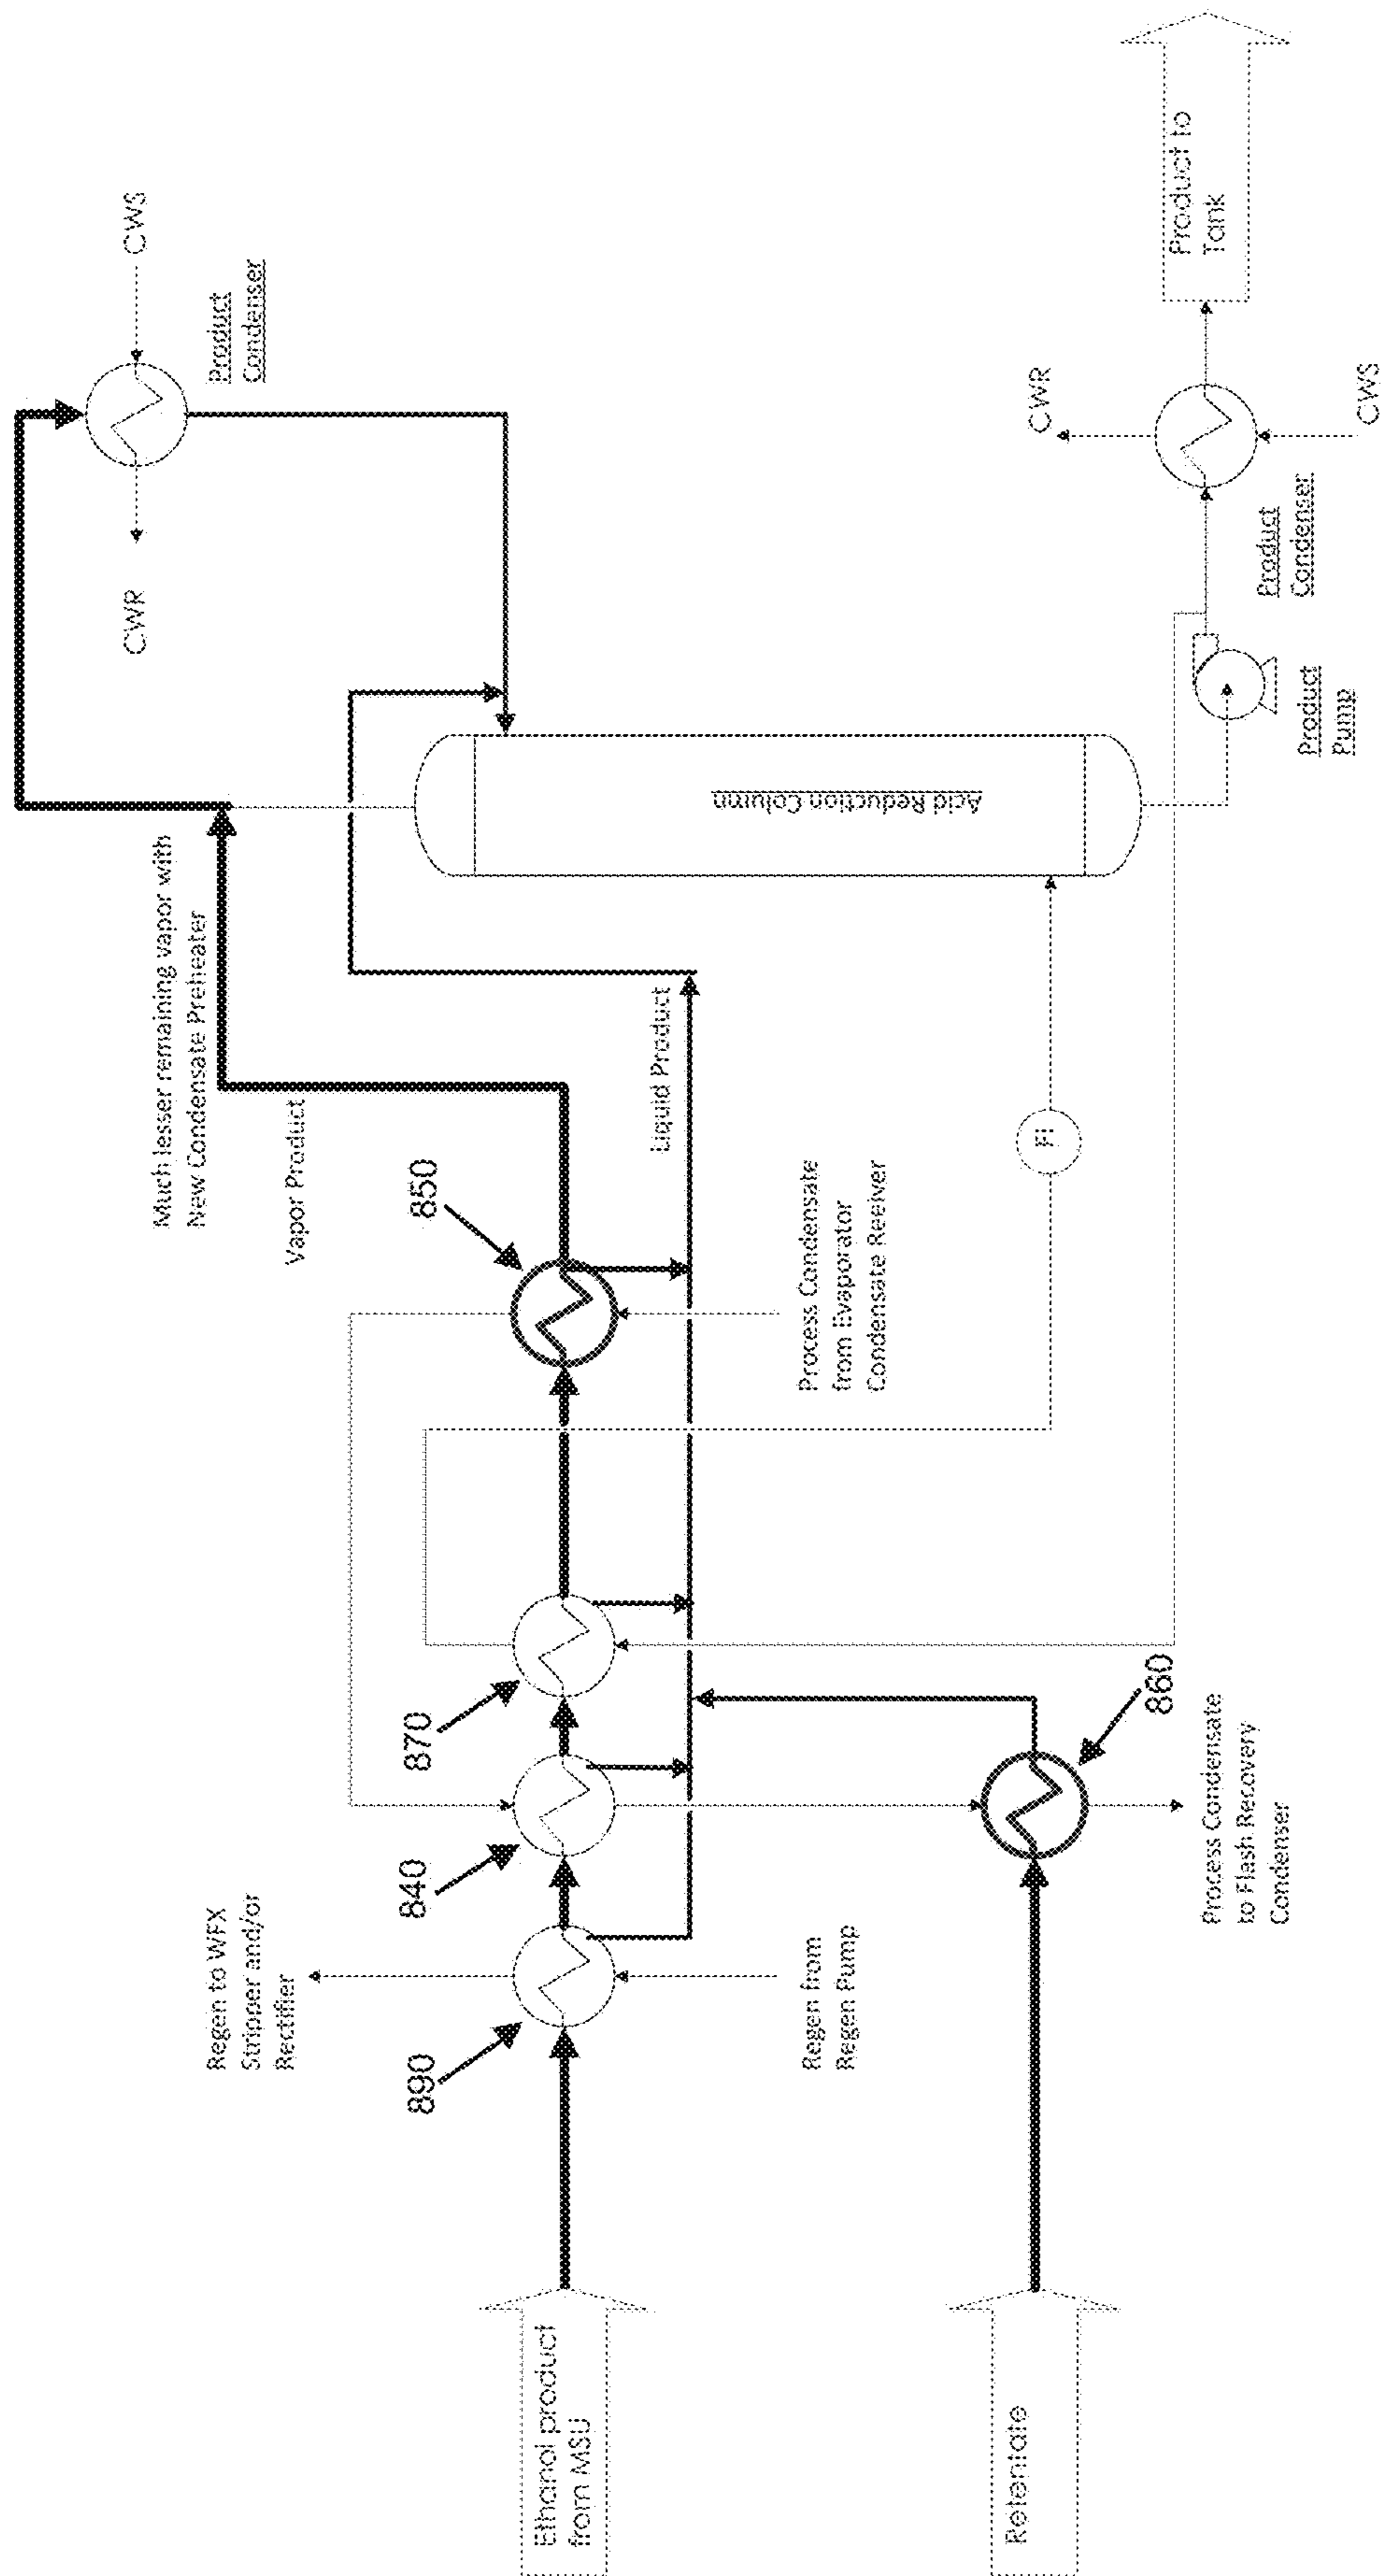 Ethanol product
from MSU
Retentate
890
840
870
850
860
Regen to WFX
Stripper and/or
Rectifier
Regen from
Regen Pump
Process Condensate
to Flash Recovery
Condenser
Process Condensate
from Evaporator
Condensate Reeiver
Much lesser remaining vapor with
New Condensate Preheater
Vapor Product
Liquid Product
FI
Acid Reduction Column
CWR
CWS
Product
Condenser
Product
Pump
Product
Condenser
CWR
CWS
Product to
Tank